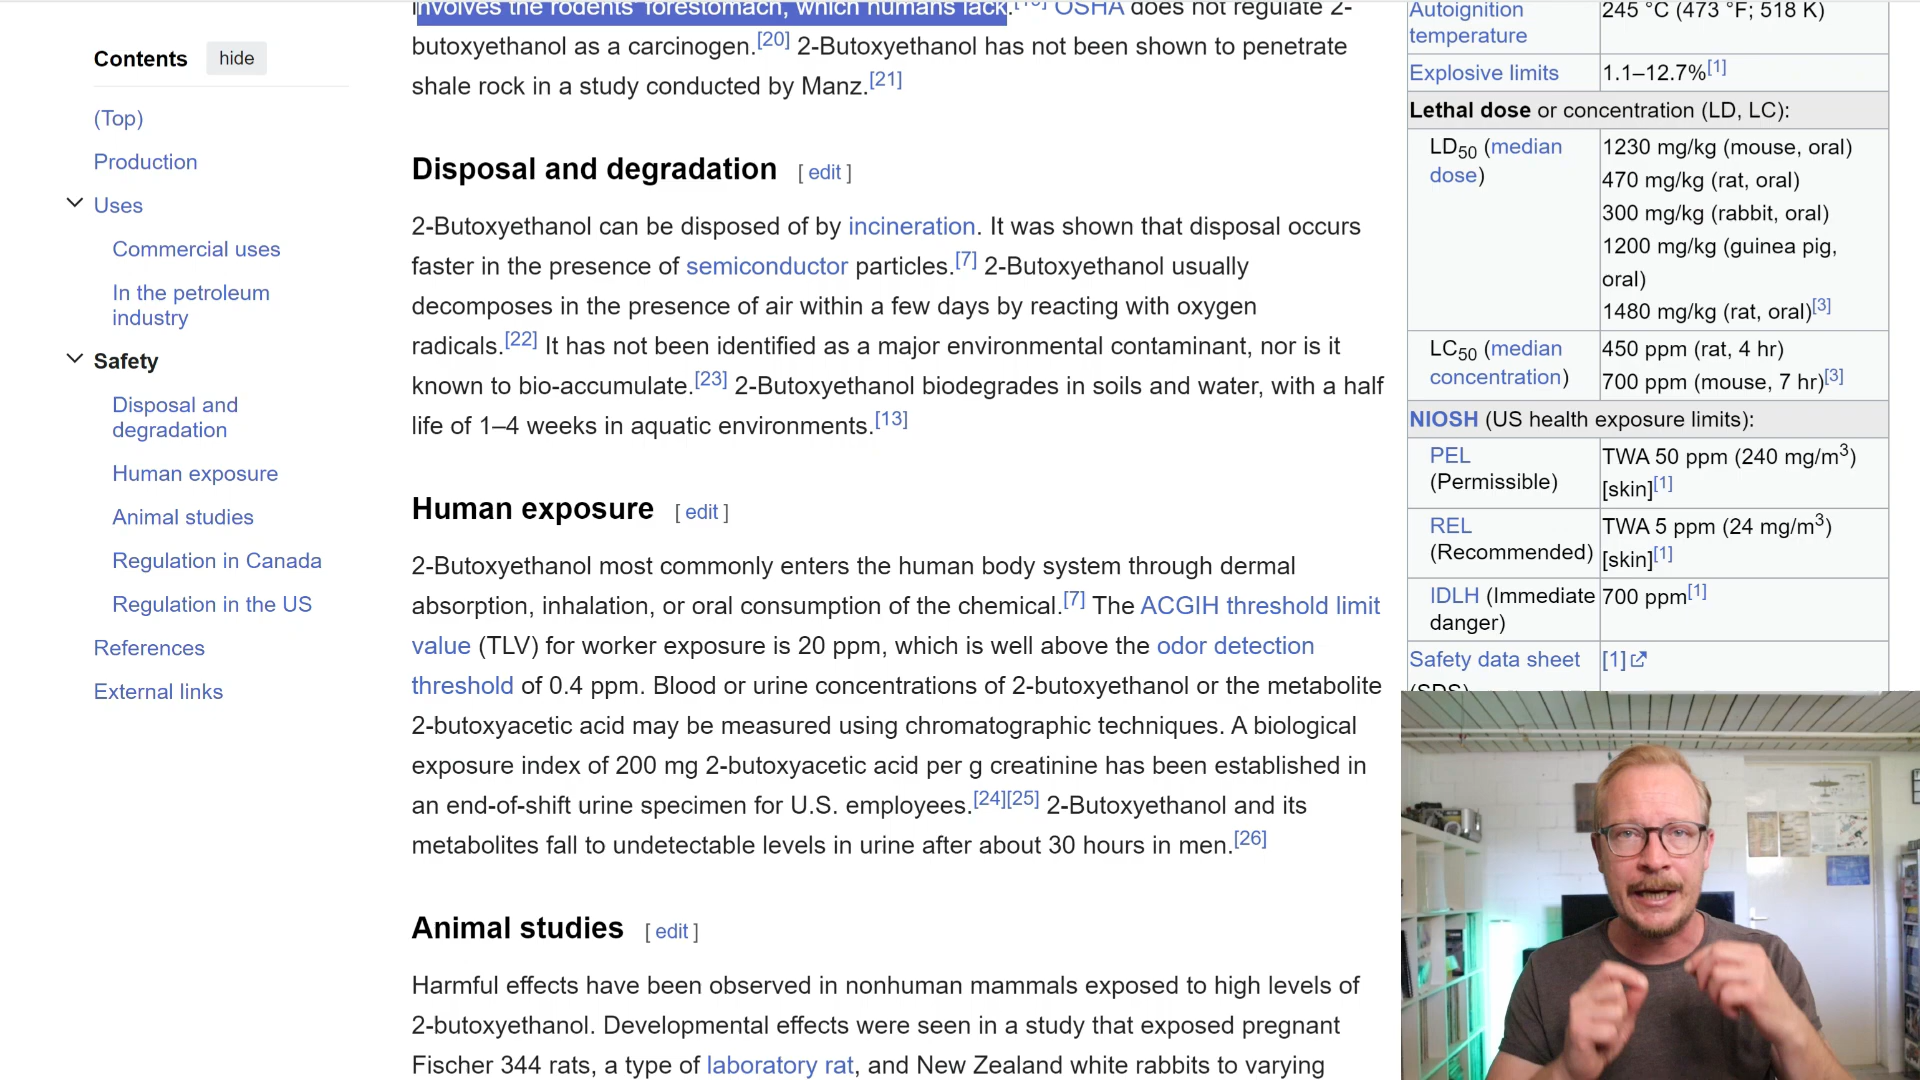 Contents hide
(Top)
Production
Uses
Commercial uses
In the petroleum
industry
Safety
Disposal and
degradation
Human exposure
Animal studies
Regulation in Canada
Regulation in the US
References
External links
involves the rodents' forestomach, which humans lack.[19] OSHA does not regulate 2-
butoxyethanol as a carcinogen.[20] 2-Butoxyethanol has not been shown to penetrate
shale rock in a study conducted by Manz.[21]
Disposal and degradation [ edit ]
2-Butoxyethanol can be disposed of by incineration. It was shown that disposal occurs
faster in the presence of semiconductor particles.[7] 2-Butoxyethanol usually
decomposes in the presence of air within a few days by reacting with oxygen
radicals.[22] It has not been identified as a major environmental contaminant, nor is it
known to bio-accumulate.[23] 2-Butoxyethanol biodegrades in soils and water, with a half
life of 1–4 weeks in aquatic environments.[13]
Human exposure [ edit ]
2-Butoxyethanol most commonly enters the human body system through dermal
absorption, inhalation, or oral consumption of the chemical.[7] The ACGIH threshold limit
value (TLV) for worker exposure is 20 ppm, which is well above the odor detection
threshold of 0.4 ppm. Blood or urine concentrations of 2-butoxyethanol or the metabolite
2-butoxyacetic acid may be measured using chromatographic techniques. A biological
exposure index of 200 mg 2-butoxyacetic acid per g creatinine has been established in
an end-of-shift urine specimen for U.S. employees.[24][25] 2-Butoxyethanol and its
metabolites fall to undetectable levels in urine after about 30 hours in men.[26]
Animal studies [ edit ]
Harmful effects have been observed in nonhuman mammals exposed to high levels of
2-butoxyethanol. Developmental effects were seen in a study that exposed pregnant
Fischer 344 rats, a type of laboratory rat, and New Zealand white rabbits to varying
Autoignition
temperature
245 °C (473 °F; 518 K)
Explosive limits 1.1–12.7%[1]
Lethal dose or concentration (LD, LC):
LD50 (median
dose)
1230 mg/kg (mouse, oral)
470 mg/kg (rat, oral)
300 mg/kg (rabbit, oral)
1200 mg/kg (guinea pig,
oral)
1480 mg/kg (rat, oral)[3]
LC50 (median
concentration)
450 ppm (rat, 4 hr)
700 ppm (mouse, 7 hr)[3]
NIOSH (US health exposure limits):
PEL
(Permissible)
TWA 50 ppm (240 mg/m3)
[skin][1]
REL
(Recommended)
TWA 5 ppm (24 mg/m3)
[skin][1]
IDLH (Immediate
danger)
700 ppm[1]
Safety data sheet
(SDS)
[1]